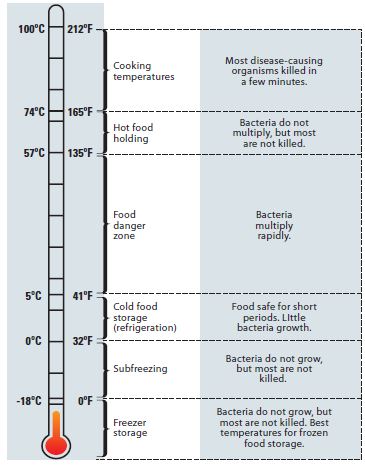 100°C 212°F
Cooking
temperatures
Most disease-causing
organisms killed in
a few minutes.
74°C 165°F
Hot food
holding
Bacteria do not
multiply, but most
are not killed.
57°C 135°F
Food
danger
zone
Bacteria
multiply
rapidly.
5°C 41°F
Cold food
storage
(refrigeration)
Food safe for short
periods. LIttle
bacteria growth.
0°C 32°F
Subfreezing
Bacteria do not grow,
but most are not
killed.
-18°C 0°F
Freezer
storage
Bacteria do not grow, but
most are not killed. Best
temperatures for frozen
food storage.